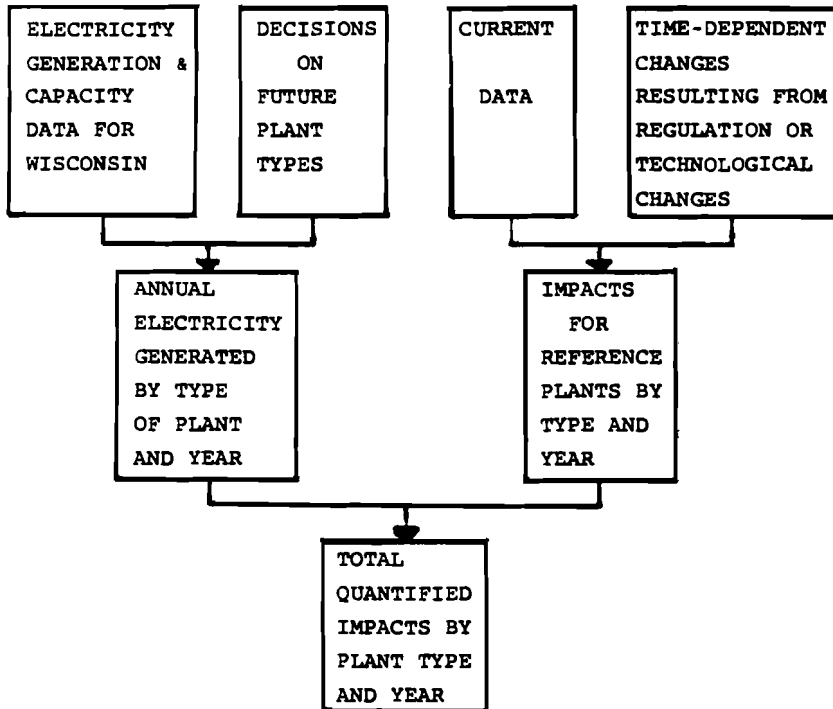 ELECTRICITY
GENERATION &
CAPACITY
DATA FOR
WISCONSIN
DECISIONS
ON
FUTURE
PLANT
TYPES
CURRENT
DATA
TIME-DEPENDENT
CHANGES
RESULTING FROM
REGULATION OR
TECHNOLOGICAL
CHANGES
ANNUAL
ELECTRICITY
GENERATED
BY TYPE
OF PLANT
AND YEAR
IMPACTS
FOR
REFERENCE
PLANTS BY
TYPE AND
YEAR
TOTAL
QUANTIFIED
IMPACTS BY
PLANT TYPE
AND YEAR